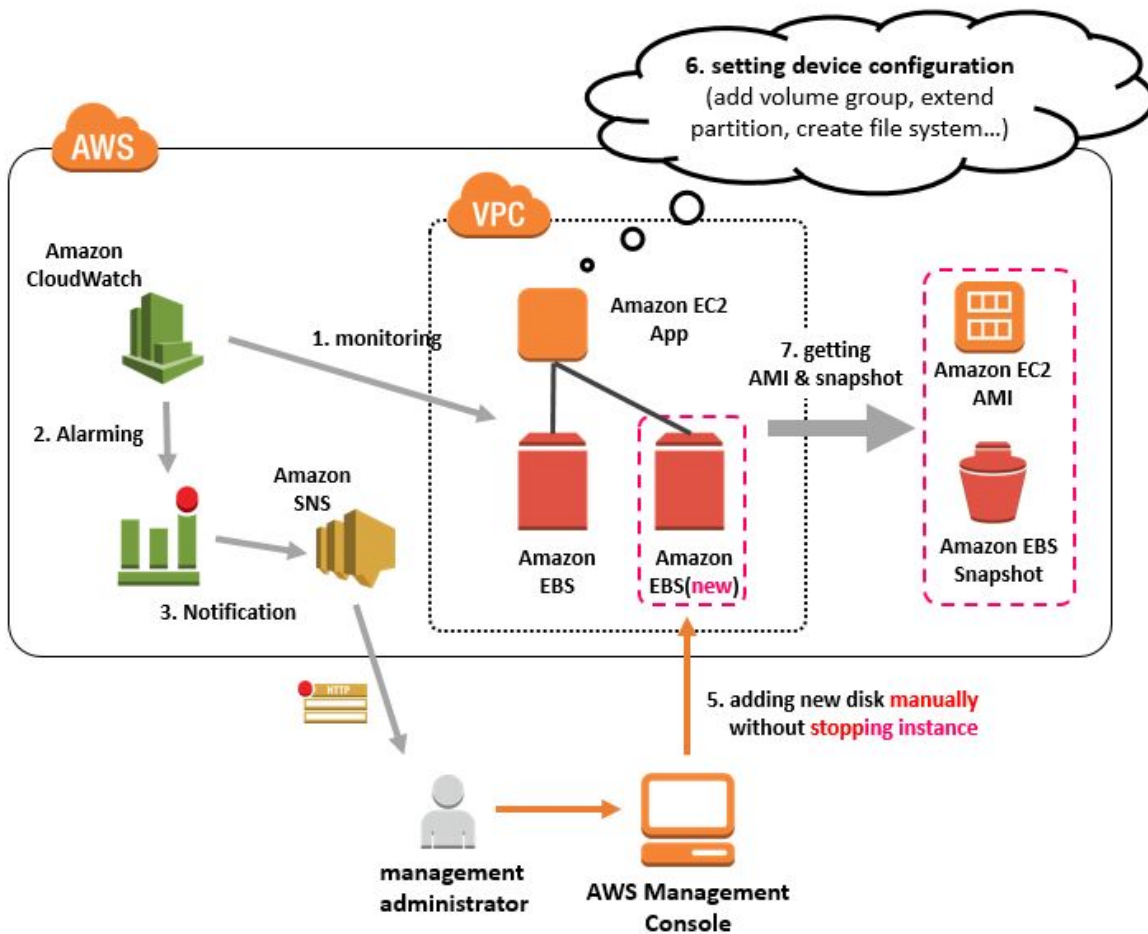 6. setting device configuration
(add volume group, extend
partition, create file system...)
AWS
VPC
Amazon
CloudWatch
Amazon EC2
App
1. monitoring
7. getting
AMI & snapshot
Amazon EC2
AMI
2. Alarming
Amazon
SNS
Amazon
EBS
Amazon
EBS(new)
Amazon EBS
Snapshot
3. Notification
HTTP
5. adding new disk manually
without stopping instance
management
administrator
AWS Management
Console